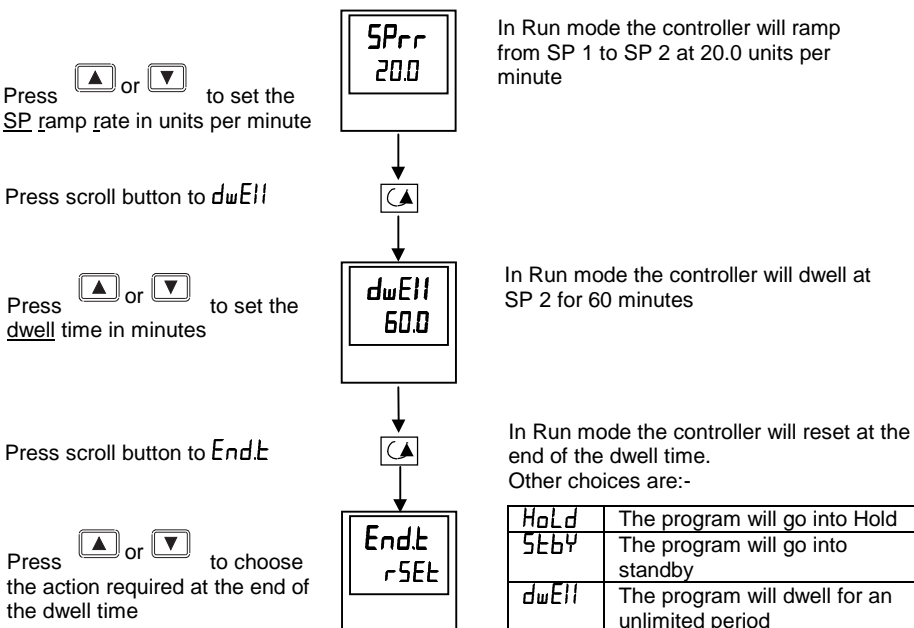 Press ▲ or ▼ to set the
SP ramp rate in units per minute
SPrr
20.0
In Run mode the controller will ramp
from SP 1 to SP 2 at 20.0 units per
minute
Press scroll button to dwEll
Press ▲ or ▼ to set the
dwell time in minutes
dwEll
60.0
In Run mode the controller will dwell at
SP 2 for 60 minutes
Press scroll button to End.t
Press ▲ or ▼ to choose
the action required at the end of
the dwell time
End.t
rSEt
In Run mode the controller will reset at the
end of the dwell time.
Other choices are:-
HoLd The program will go into Hold
StbY The program will go into
standby
dwEll The program will dwell for an
unlimited period